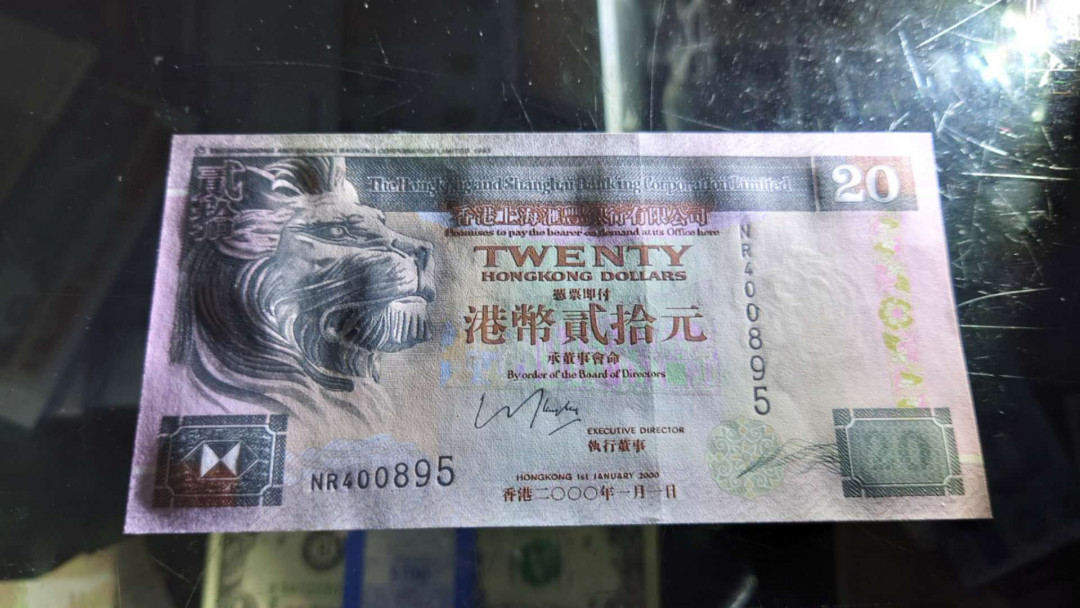 The Hongkong and Shanghai Banking Corporation Limited
20
貳拾
香港上海滙豐銀行有限公司
Promises to pay the bearer on demand at its Office here
TWENTY
HONGKONG DOLLARS
憑票即付
港幣貳拾元
承董事會命
By order of the Board of Directors
EXECUTIVE DIRECTOR
執行董事
HONGKONG 1st JANUARY 2000
香港二〇〇〇年一月一日
NR400895
NR400895
20